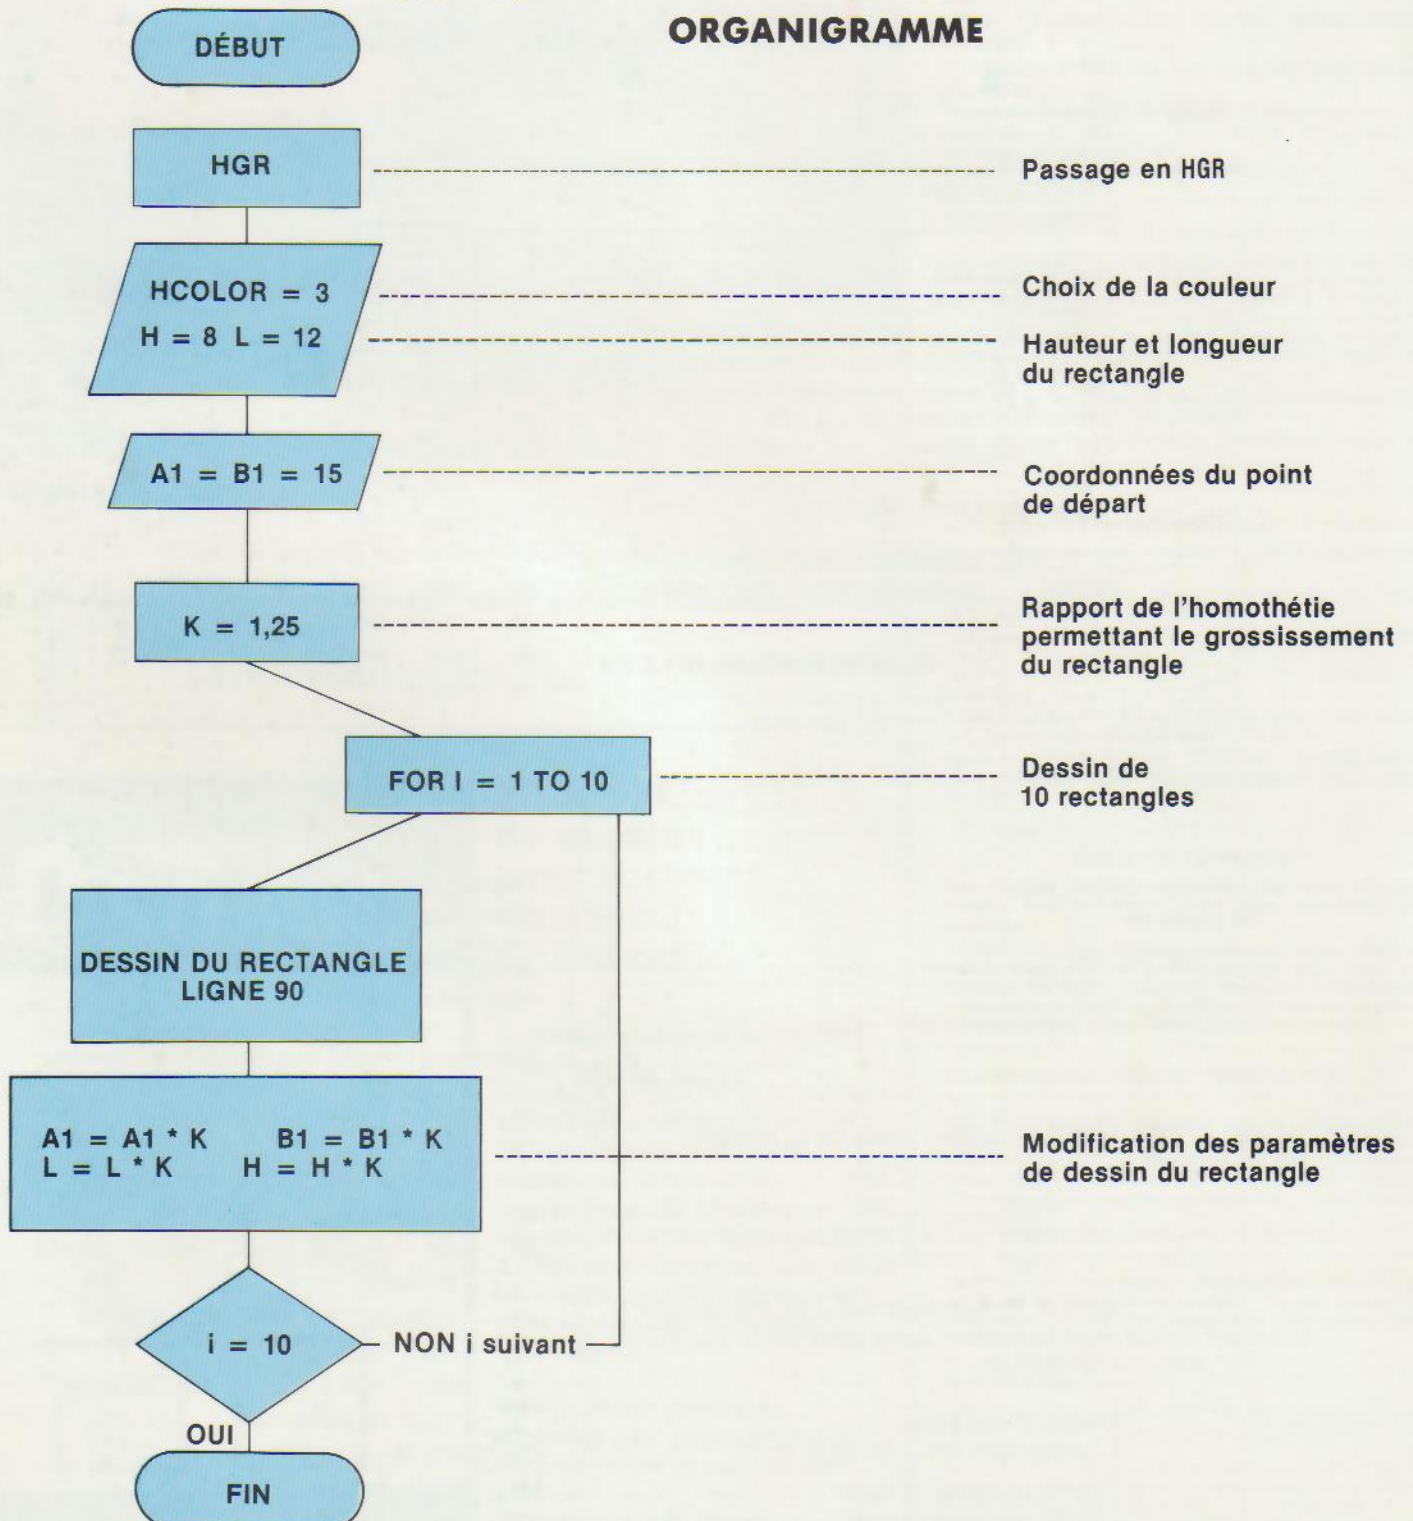 ORGANIGRAMME
DÉBUT
HGR
Passage en HGR
HCOLOR = 3
Choix de la couleur
H = 8 L = 12
Hauteur et longueur
du rectangle
A1 = B1 = 15
Coordonnées du point
de départ
K = 1,25
Rapport de l'homothétie
permettant le grossissement
du rectangle
FOR I = 1 TO 10
Dessin de
10 rectangles
DESSIN DU RECTANGLE
LIGNE 90
A1 = A1 * K B1 = B1 * K
L = L * K H = H * K
Modification des paramètres
de dessin du rectangle
i = 10
NON i suivant
OUI
FIN